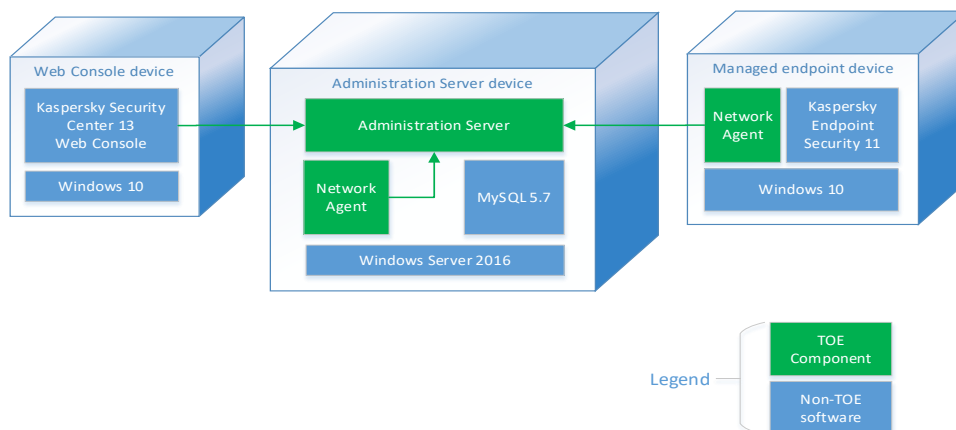 Web Console device
Kaspersky Security
Center 13
Web Console
Windows 10
Administration Server device
Administration Server
Network
Agent
MySQL 5.7
Windows Server 2016
Managed endpoint device
Network
Agent
Kaspersky
Endpoint
Security 11
Windows 10
Legend
TOE
Component
Non-TOE
software